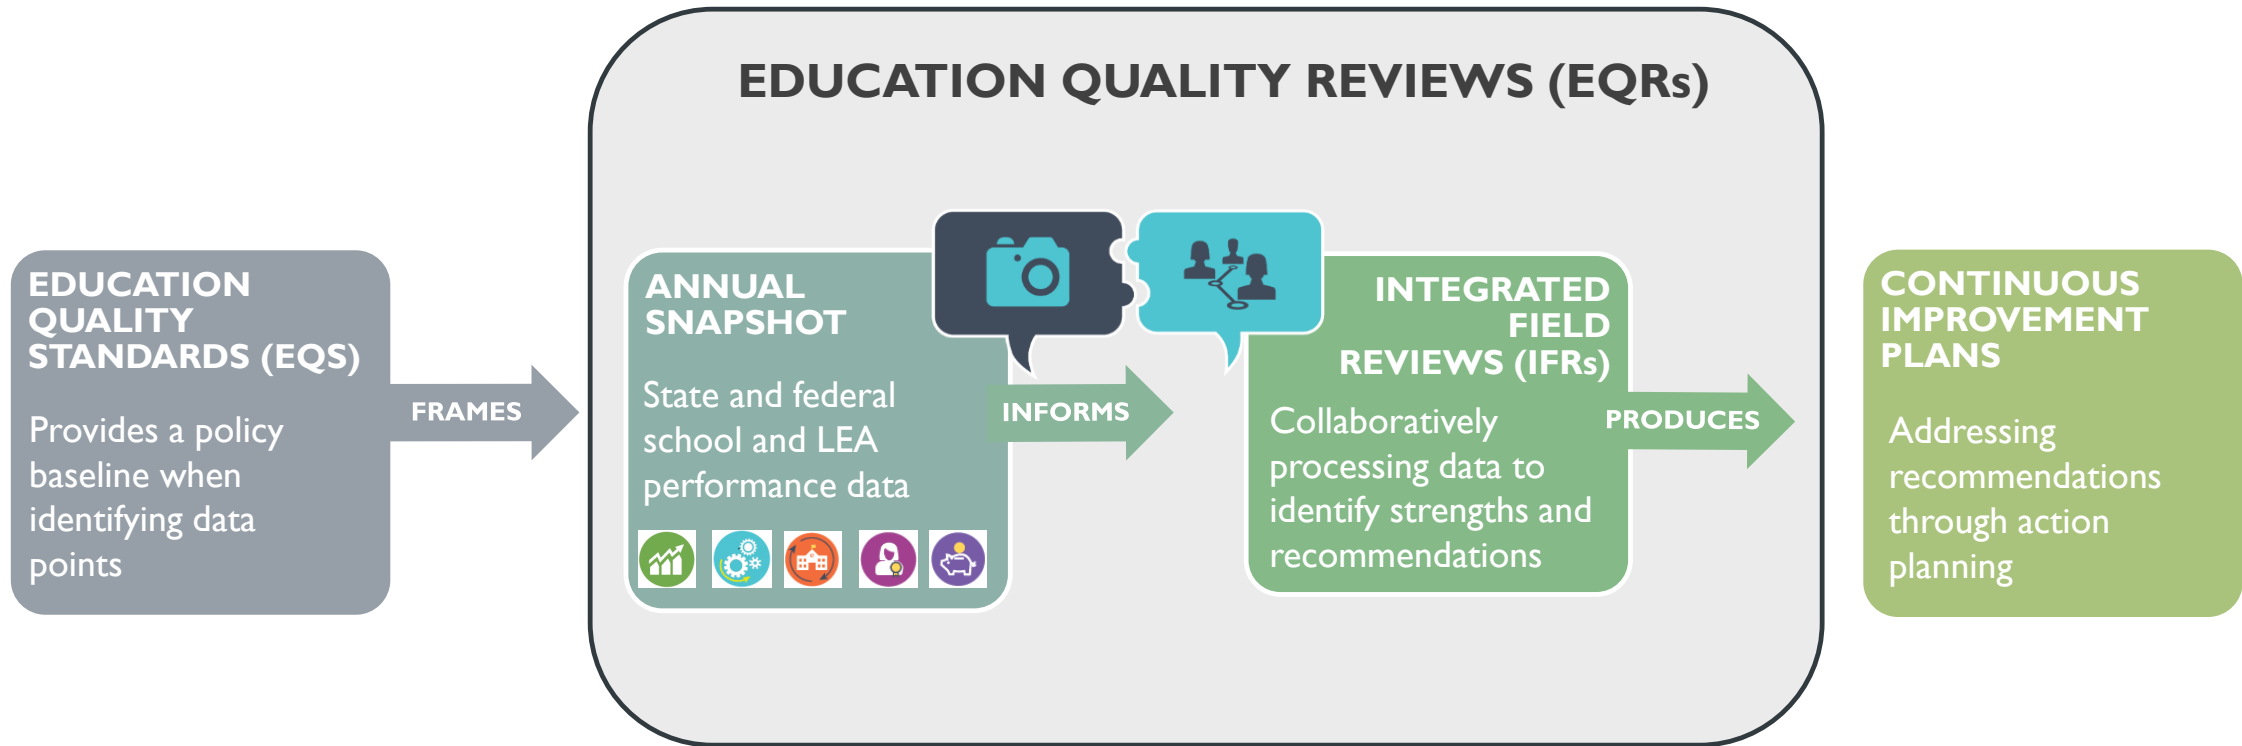 EDUCATION QUALITY REVIEWS (EQRs)
EDUCATION
QUALITY
STANDARDS (EQS)
Provides a policy
baseline when
identifying data
points
FRAMES
ANNUAL
SNAPSHOT
State and federal
school and LEA
performance data
INFORMS
INTEGRATED
FIELD
REVIEWS (IFRs)
Collaboratively
processing data to
identify strengths and
recommendations
PRODUCES
CONTINUOUS
IMPROVEMENT
PLANS
Addressing
recommendations
through action
planning